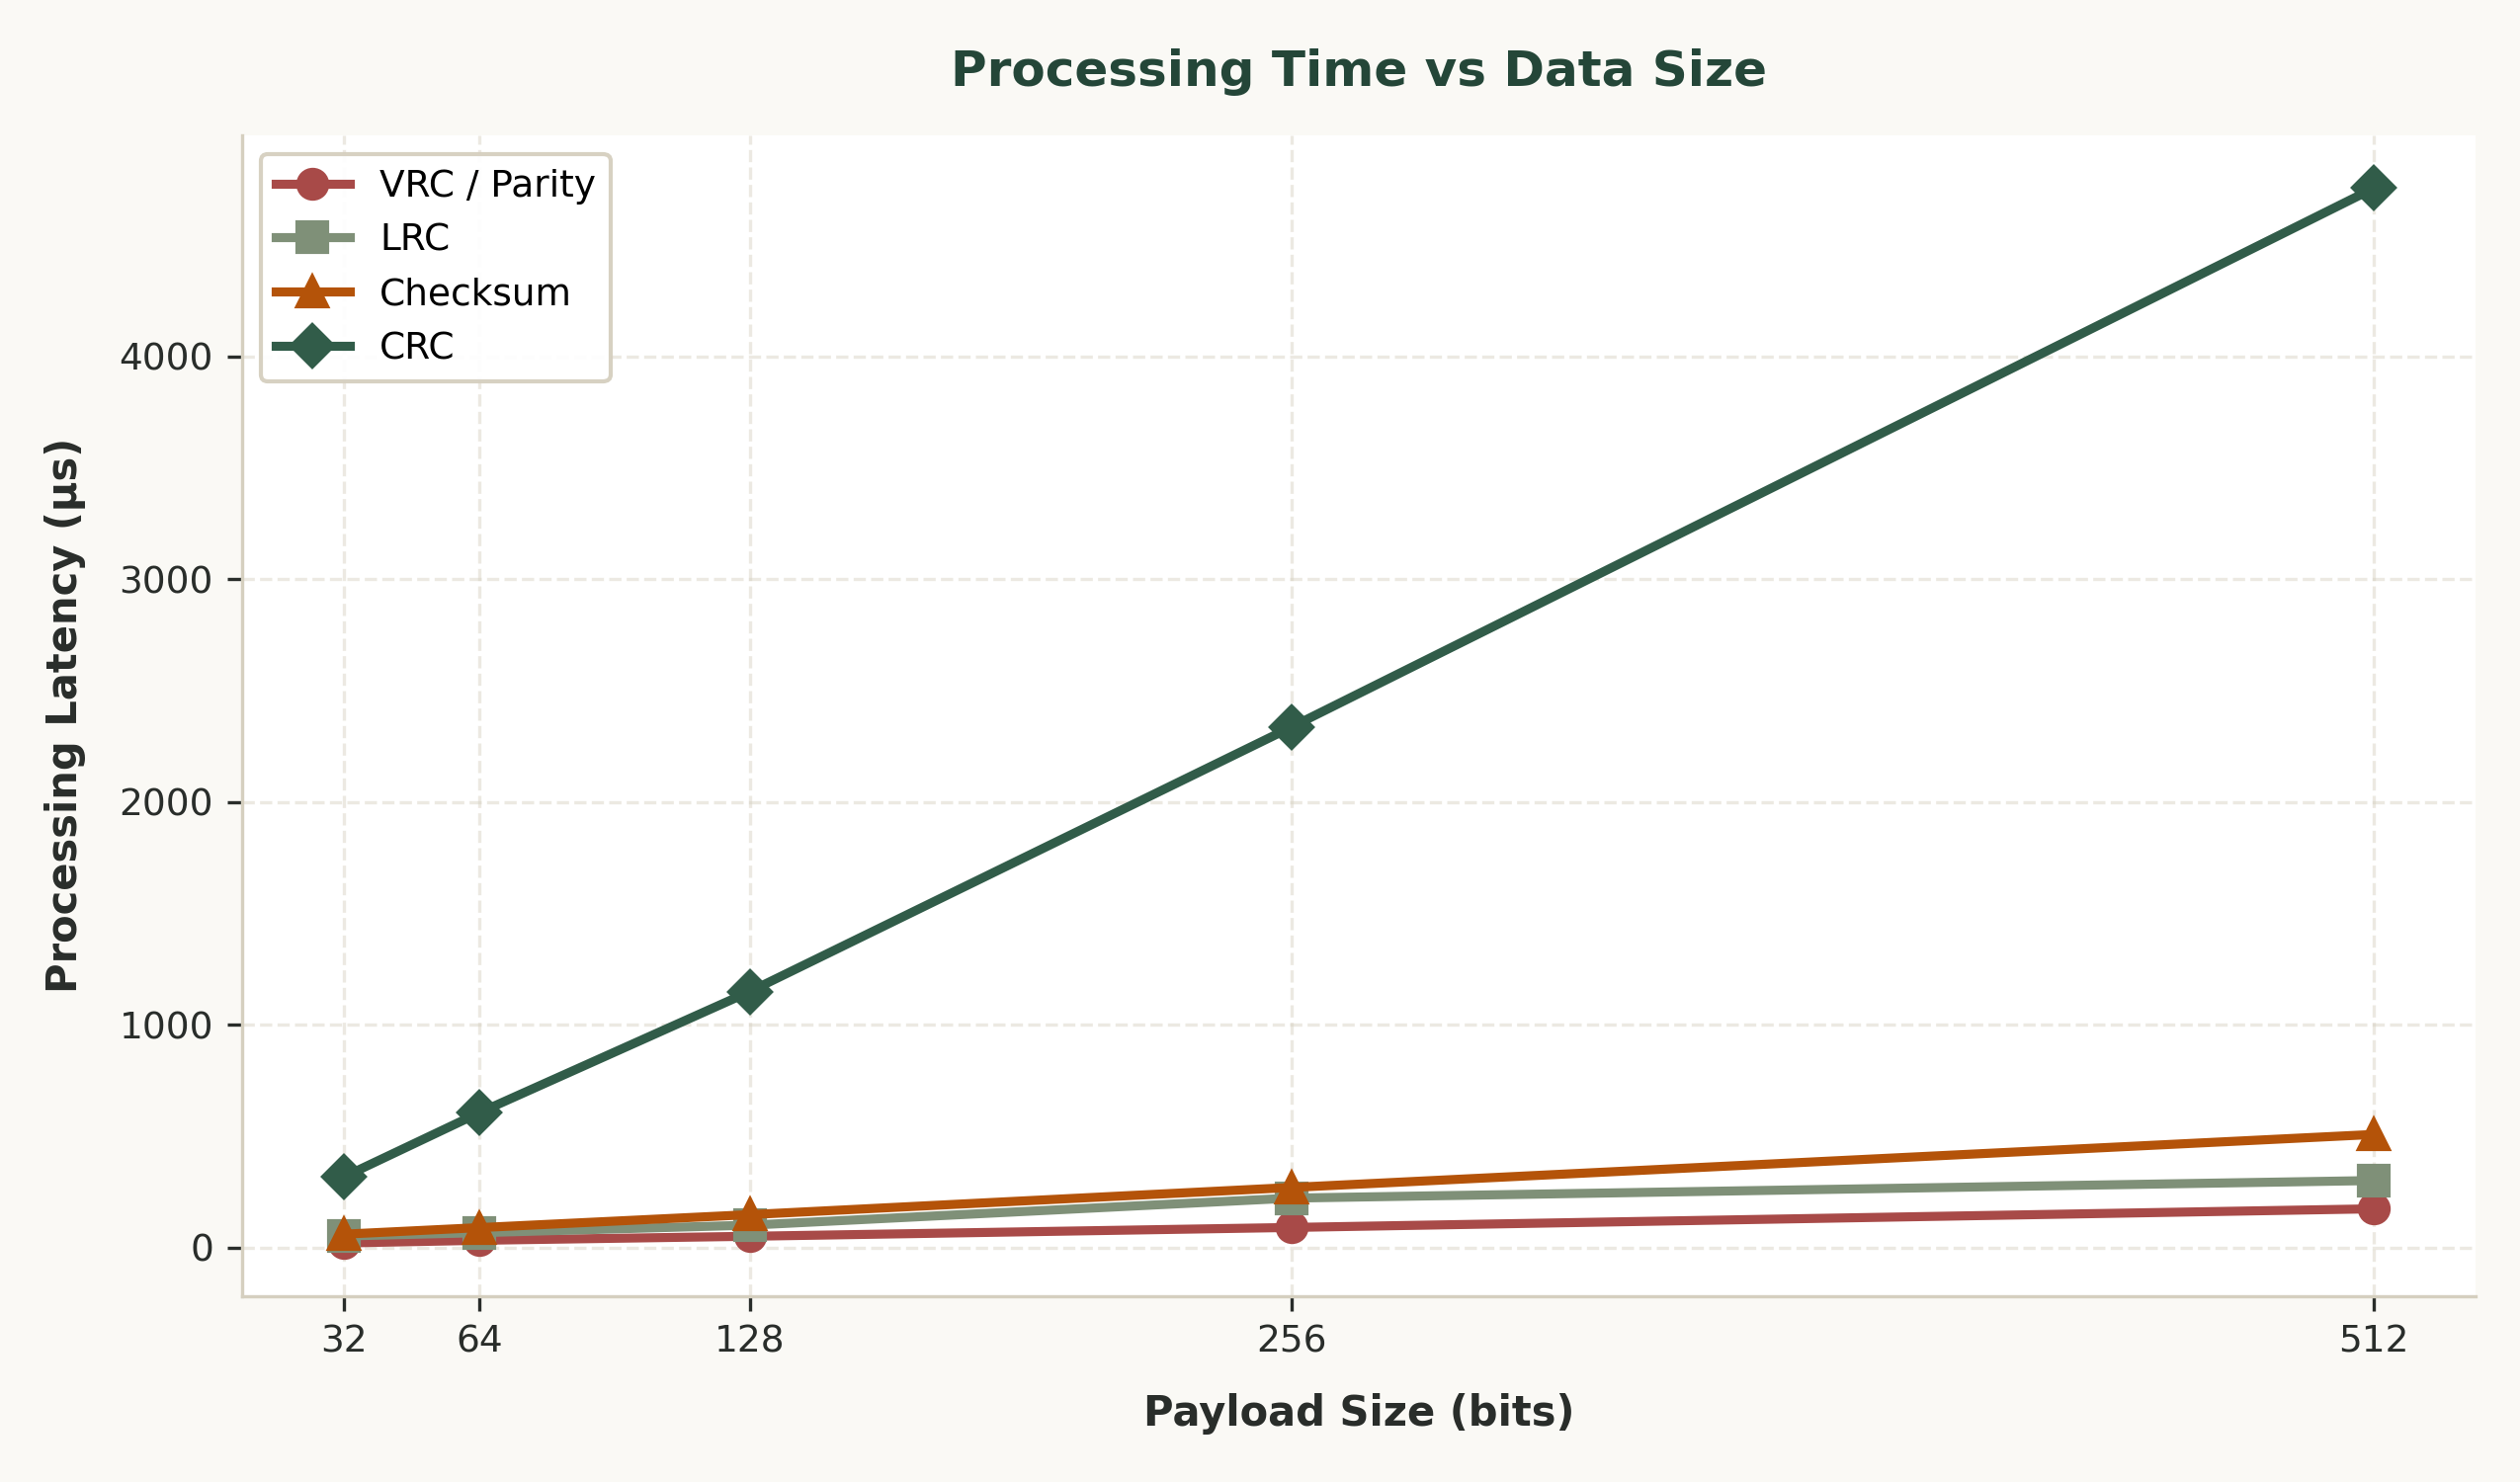 Processing Time vs Data Size
VRC / Parity
LRC
Checksum
CRC
Processing Latency (µs)
4000
3000
2000
1000
0
32 64 128 256 512
Payload Size (bits)